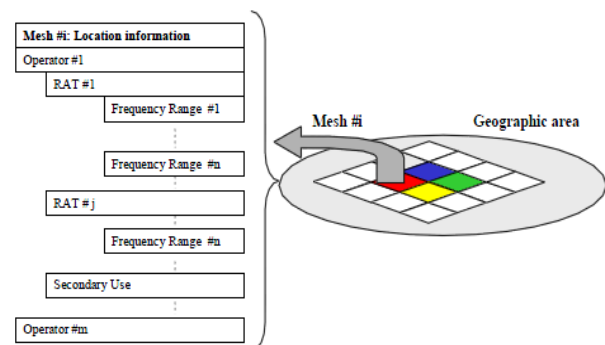 Mesh #i: Location information
Operator #1
RAT #1
Frequency Range #1
Frequency Range #n
RAT # j
Frequency Range #n
Secondary Use
Operator #m
Mesh #i
Geographic area